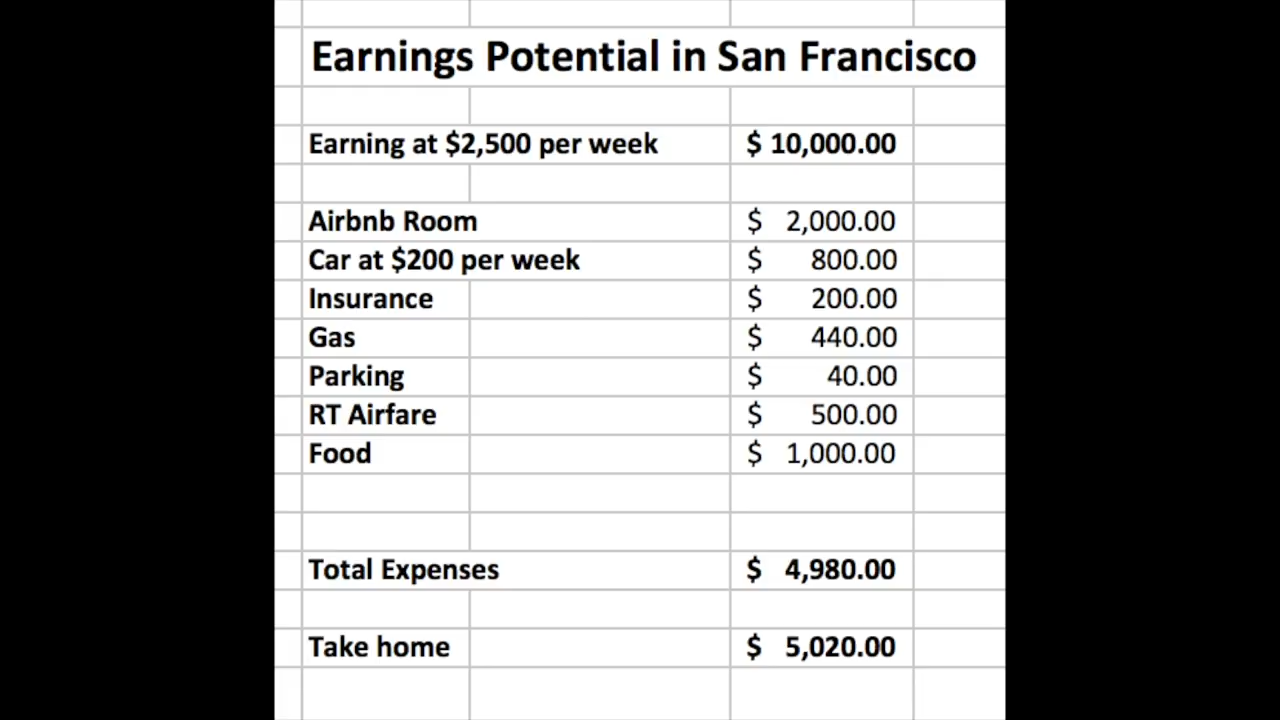 Earnings Potential in San Francisco
Earning at $2,500 per week $ 10,000.00
Airbnb Room $ 2,000.00
Car at $200 per week $ 800.00
Insurance $ 200.00
Gas $ 440.00
Parking $ 40.00
RT Airfare $ 500.00
Food $ 1,000.00
Total Expenses $ 4,980.00
Take home $ 5,020.00